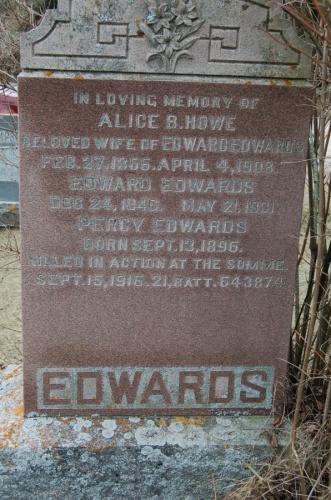 IN LOVING MEMORY OF
ALICE B. HOWE
BELOVED WIFE OF EDWARD EDWARDS
FEB. 27, 1855. APRIL 4, 1908.
EDWARD EDWARDS
DEC 24, 1845. MAY 21, 1931.
PERCY EDWARDS
BORN SEPT. 13, 1896.
KILLED IN ACTION AT THE SOMME.
SEPT. 15, 1916. 21, BATT. 643874.
EDWARDS